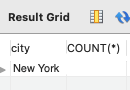 Result Grid
city COUNT(*)
New York